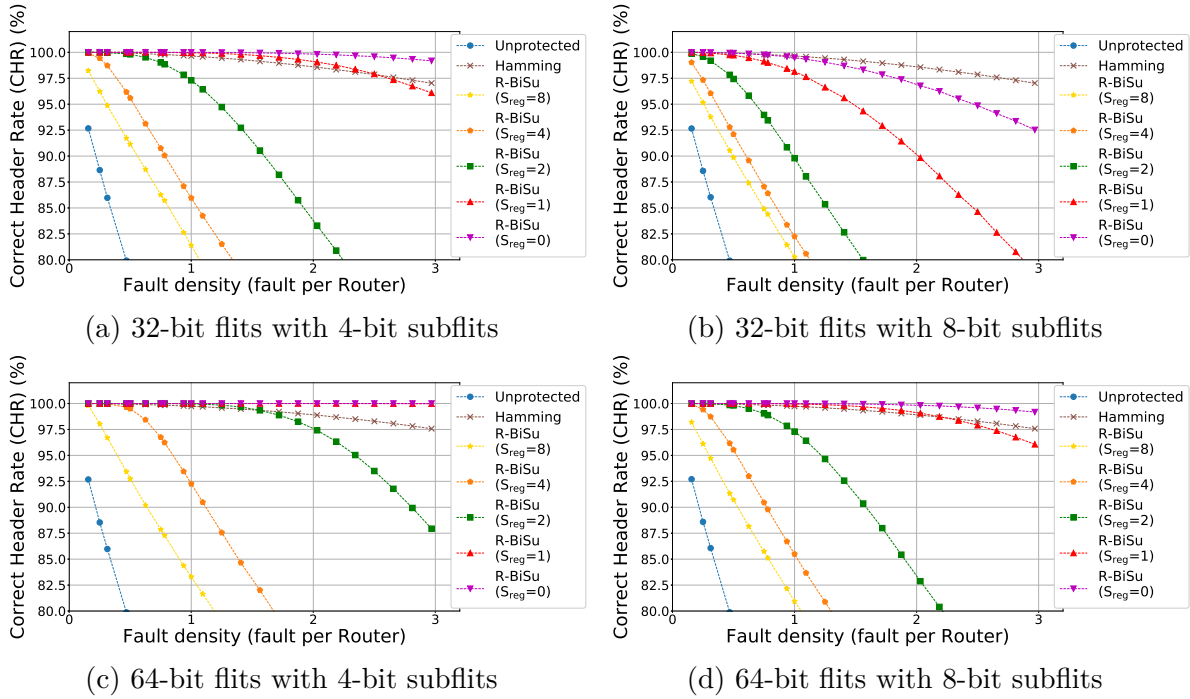 Correct Header Rate (CHR) (%)
100.0
97.5
95.0
92.5
90.0
87.5
85.0
82.5
80.0
0
1
2
3
Fault density (fault per Router)
Unprotected
Hamming
R-BiSu
(Sreg=8)
R-BiSu
(Sreg=4)
R-BiSu
(Sreg=2)
R-BiSu
(Sreg=1)
R-BiSu
(Sreg=0)
(a) 32-bit flits with 4-bit subflits
Correct Header Rate (CHR) (%)
100.0
97.5
95.0
92.5
90.0
87.5
85.0
82.5
80.0
0
1
2
3
Fault density (fault per Router)
Unprotected
Hamming
R-BiSu
(Sreg=8)
R-BiSu
(Sreg=4)
R-BiSu
(Sreg=2)
R-BiSu
(Sreg=1)
R-BiSu
(Sreg=0)
(b) 32-bit flits with 8-bit subflits
Correct Header Rate (CHR) (%)
100.0
97.5
95.0
92.5
90.0
87.5
85.0
82.5
80.0
0
1
2
3
Fault density (fault per Router)
Unprotected
Hamming
R-BiSu
(Sreg=8)
R-BiSu
(Sreg=4)
R-BiSu
(Sreg=2)
R-BiSu
(Sreg=1)
R-BiSu
(Sreg=0)
(c) 64-bit flits with 4-bit subflits
Correct Header Rate (CHR) (%)
100.0
97.5
95.0
92.5
90.0
87.5
85.0
82.5
80.0
0
1
2
3
Fault density (fault per Router)
Unprotected
Hamming
R-BiSu
(Sreg=8)
R-BiSu
(Sreg=4)
R-BiSu
(Sreg=2)
R-BiSu
(Sreg=1)
R-BiSu
(Sreg=0)
(d) 64-bit flits with 8-bit subflits